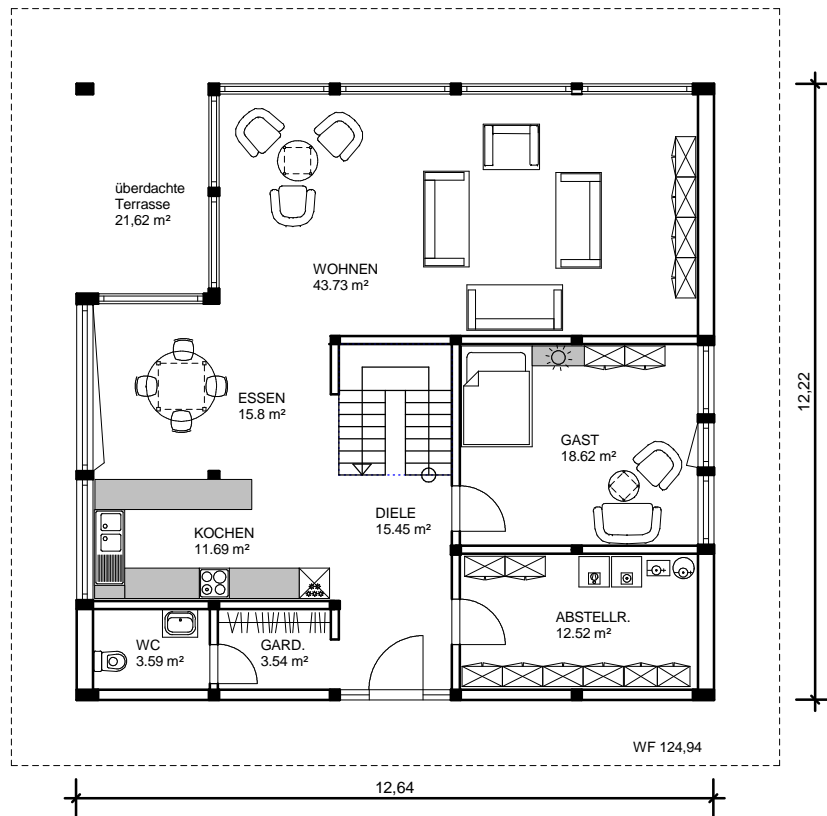 überdachte
Terrasse
21,62 m²
WOHNEN
43.73 m²
ESSEN
15.8 m²
GAST
18.62 m²
DIELE
15.45 m²
KOCHEN
11.69 m²
ABSTELLR.
12.52 m²
WC
3.59 m²
GARD.
3.54 m²
12,22
WF 124,94
12,64